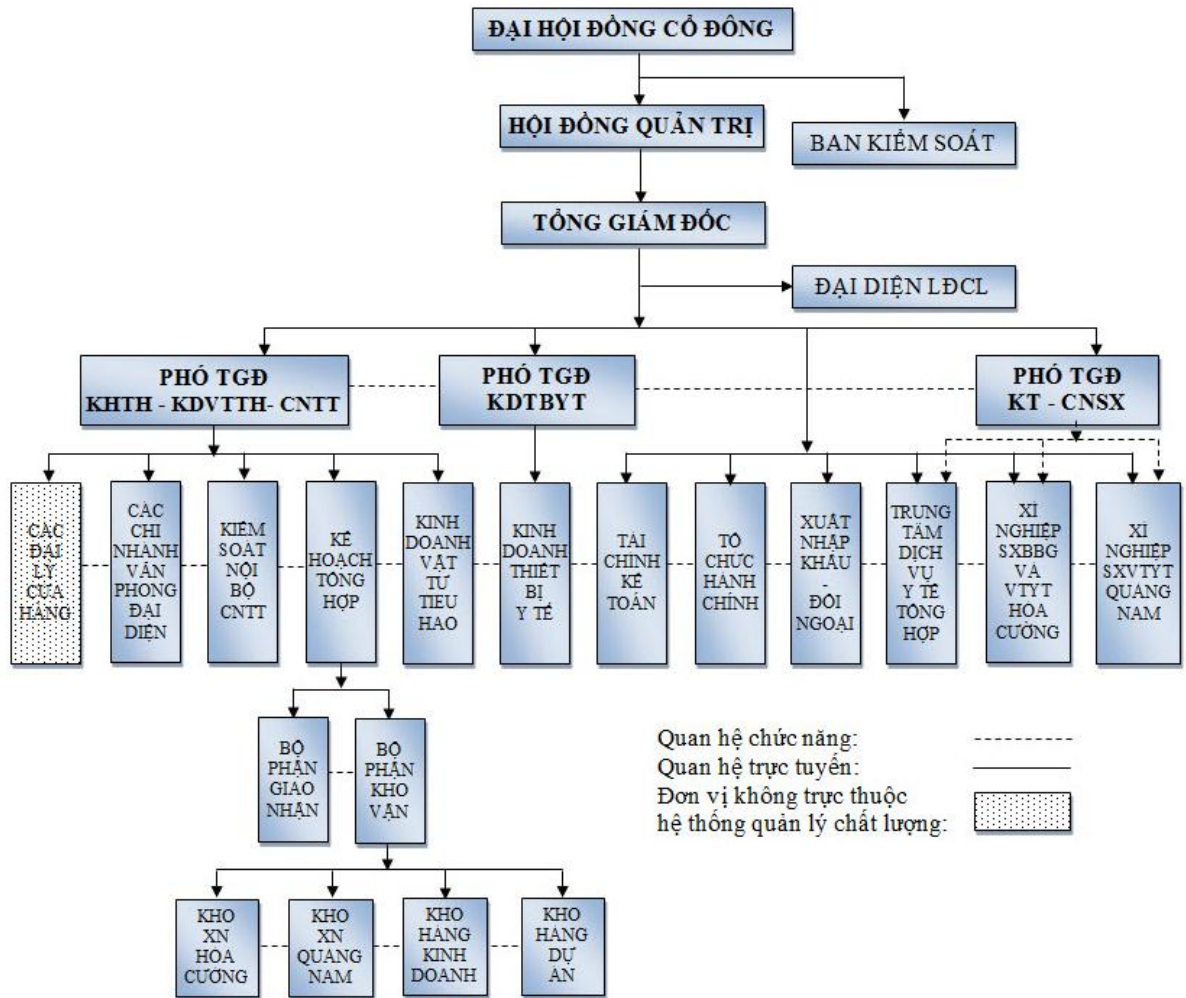 ĐẠI HỘI ĐỒNG CỔ ĐÔNG
HỘI ĐỒNG QUẢN TRỊ
BAN KIỂM SOÁT
TỔNG GIÁM ĐỐC
ĐẠI DIỆN LĐCL
PHÓ TGĐ
KHTH - KDVTTH- CNTT
PHÓ TGĐ
KDTBYT
PHÓ TGĐ
KT - CNSX
CÁC
ĐẠI
LÝ
CỬA
HÀNG
CÁC
CHI
NHÁNH
VĂN
PHÒNG
ĐẠI
DIỆN
KIỂM
SOÁT
NỘI
BỘ
CNTT
KẾ
HOẠCH
TỔNG
HỢP
KINH
DOANH
VẬT
TƯ
TIÊU
HAO
KINH
DOANH
THIẾT
BỊ
Y TẾ
TÀI
CHÍNH
KẾ
TOÁN
TỔ
CHỨC
HÀNH
CHÍNH
XUẤT
NHẬP
KHẨU
-
ĐỐI
NGOẠI
TRUNG
TÂM
DỊCH
VỤ
Y TẾ
TỔNG
HỢP
XÍ
NGHIỆP
SXBBG
VÀ
VTYT
HÒA
CƯỜNG
XÍ
NGHIỆP
SXVTYT
QUẢNG
NAM
BỘ
PHẬN
GIAO
NHẬN
BỘ
PHẬN
KHO
VẬN
Quan hệ chức năng:
Quan hệ trực tuyến:
Đơn vị không trực thuộc
hệ thống quản lý chất lượng:
KHO
XN
HÒA
CƯỜNG
KHO
XN
QUẢNG
NAM
KHO
HÀNG
KINH
DOANH
KHO
HÀNG
DỰ
ÁN